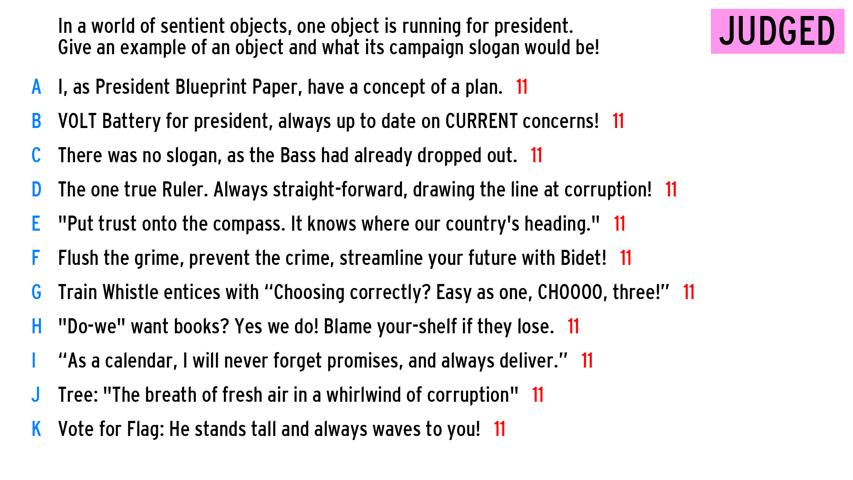 In a world of sentient objects, one object is running for president.
Give an example of an object and what its campaign slogan would be!
JUDGED
A I, as President Blueprint Paper, have a concept of a plan. 11
B VOLT Battery for president, always up to date on CURRENT concerns! 11
C There was no slogan, as the Bass had already dropped out. 11
D The one true Ruler. Always straight-forward, drawing the line at corruption! 11
E "Put trust onto the compass. It knows where our country's heading." 11
F Flush the grime, prevent the crime, streamline your future with Bidet! 11
G Train Whistle entices with “Choosing correctly? Easy as one, CHOOOO, three!” 11
H "Do-we" want books? Yes we do! Blame your-shelf if they lose. 11
I “As a calendar, I will never forget promises, and always deliver.” 11
J Tree: "The breath of fresh air in a whirlwind of corruption" 11
K Vote for Flag: He stands tall and always waves to you! 11